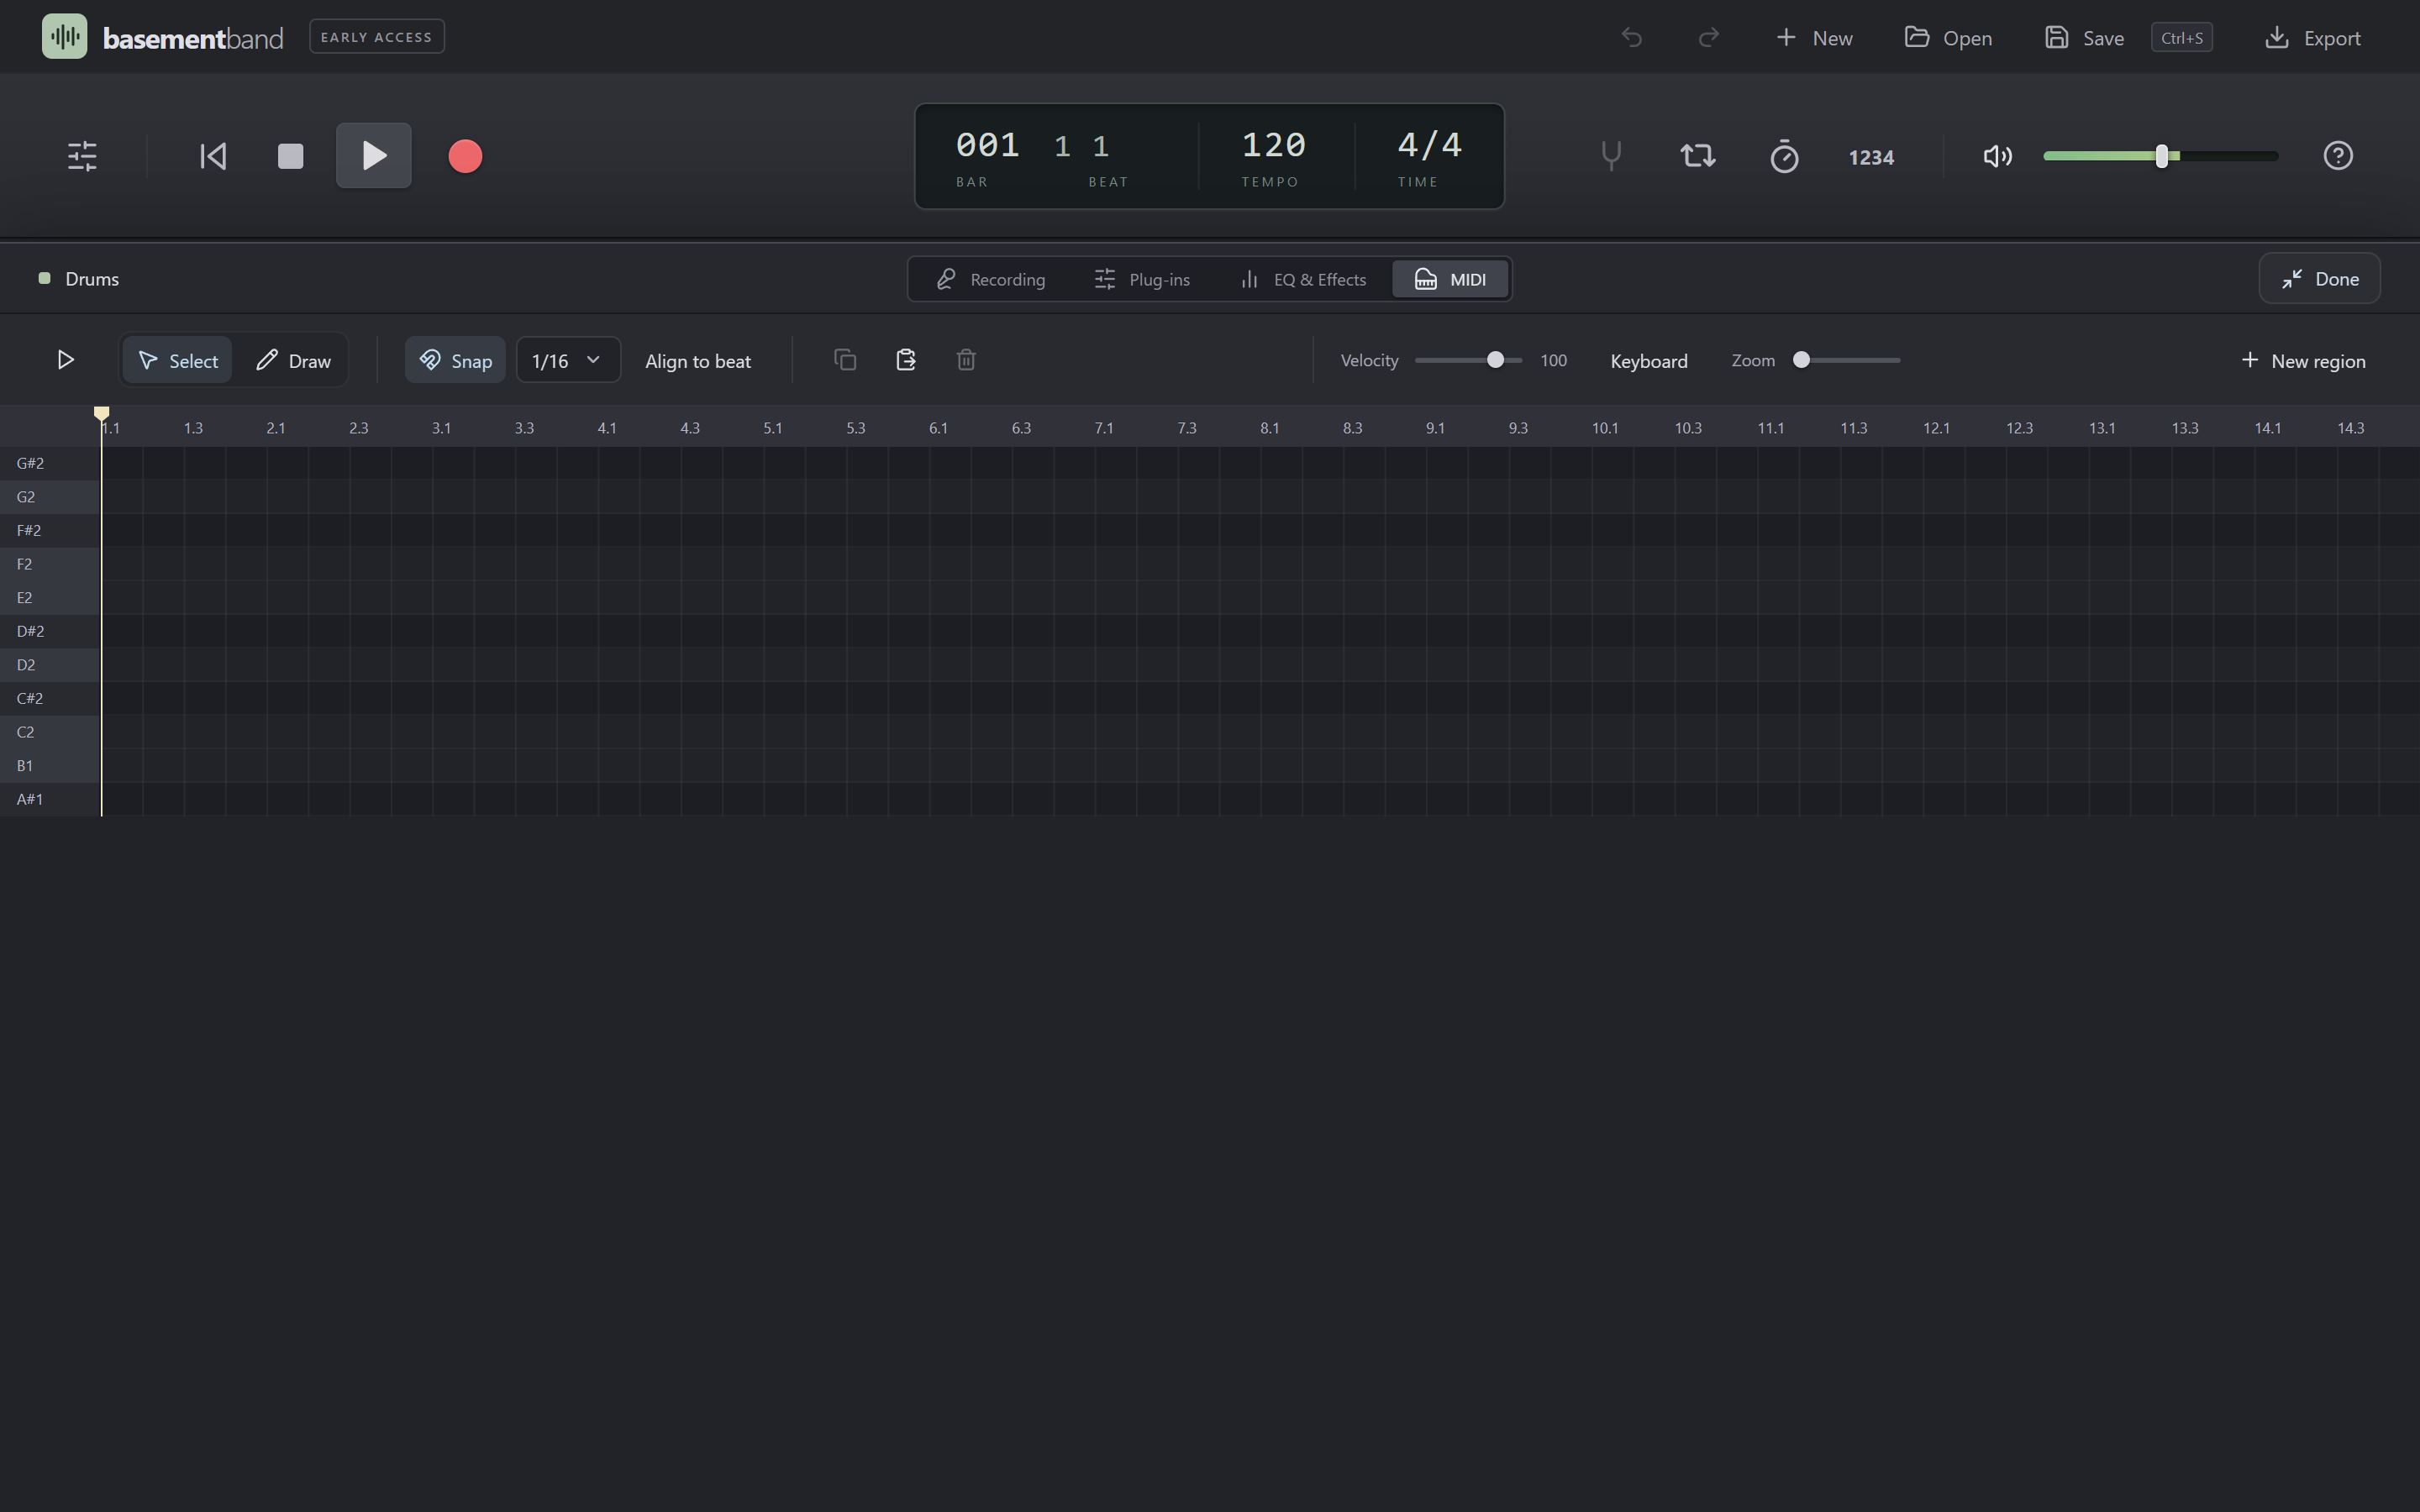 basementband EARLY ACCESS New Open Save Ctrl+S Export
001 1 1 120 4/4 1234
BAR BEAT TEMPO TIME
Drums Recording Plug-ins EQ & Effects MIDI Done
Select Draw Snap 1/16 Align to beat Velocity 100 Keyboard Zoom New region
1.1 1.3 2.1 2.3 3.1 3.3 4.1 4.3 5.1 5.3 6.1 6.3 7.1 7.3 8.1 8.3 9.1 9.3 10.1 10.3 11.1 11.3 12.1 12.3 13.1 13.3 14.1 14.3
G#2
G2
F#2
F2
E2
D#2
D2
C#2
C2
B1
A#1